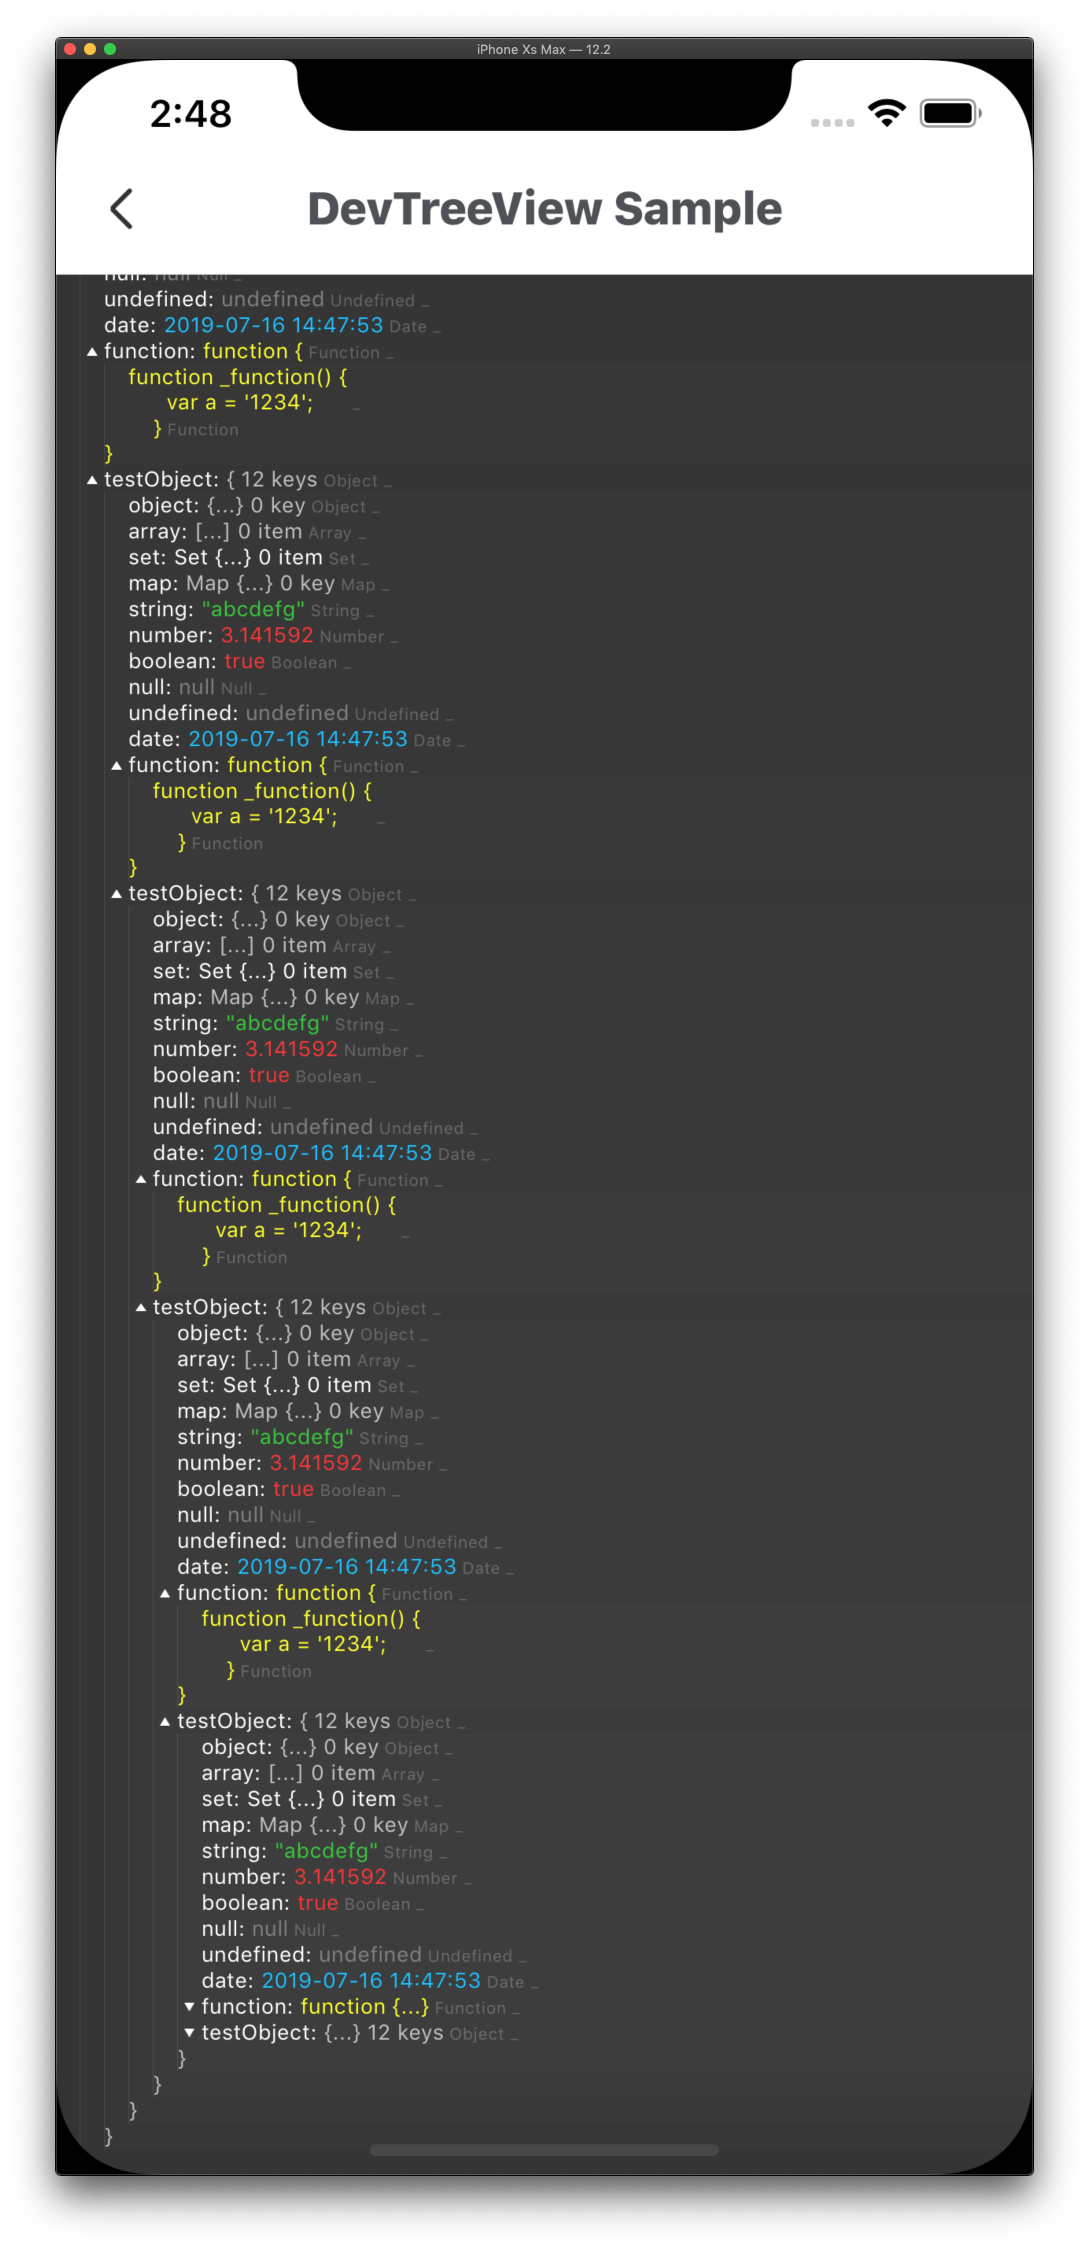 iPhone Xs Max — 12.2
2:48
DevTreeView Sample
null: null Null _
undefined: undefined Undefined _
date: 2019-07-16 14:47:53 Date _
▲ function: function { Function _
function _function() {
var a = '1234'; _
} Function
}
▲ testObject: { 12 keys Object _
object: {...} 0 key Object _
array: [...] 0 item Array _
set: Set {...} 0 item Set _
map: Map {...} 0 key Map _
string: "abcdefg" String _
number: 3.141592 Number _
boolean: true Boolean _
null: null Null _
undefined: undefined Undefined _
date: 2019-07-16 14:47:53 Date _
▲ function: function { Function _
function _function() {
var a = '1234'; _
} Function
}
▲ testObject: { 12 keys Object _
object: {...} 0 key Object _
array: [...] 0 item Array _
set: Set {...} 0 item Set _
map: Map {...} 0 key Map _
string: "abcdefg" String _
number: 3.141592 Number _
boolean: true Boolean _
null: null Null _
undefined: undefined Undefined _
date: 2019-07-16 14:47:53 Date _
▲ function: function { Function _
function _function() {
var a = '1234'; _
} Function
}
▲ testObject: { 12 keys Object _
object: {...} 0 key Object _
array: [...] 0 item Array _
set: Set {...} 0 item Set _
map: Map {...} 0 key Map _
string: "abcdefg" String _
number: 3.141592 Number _
boolean: true Boolean _
null: null Null _
undefined: undefined Undefined _
date: 2019-07-16 14:47:53 Date _
▲ function: function { Function _
function _function() {
var a = '1234'; _
} Function
}
▲ testObject: { 12 keys Object _
object: {...} 0 key Object _
array: [...] 0 item Array _
set: Set {...} 0 item Set _
map: Map {...} 0 key Map _
string: "abcdefg" String _
number: 3.141592 Number _
boolean: true Boolean _
null: null Null _
undefined: undefined Undefined _
date: 2019-07-16 14:47:53 Date _
▼ function: function {...} Function _
▼ testObject: {...} 12 keys Object _
}
}
}
}